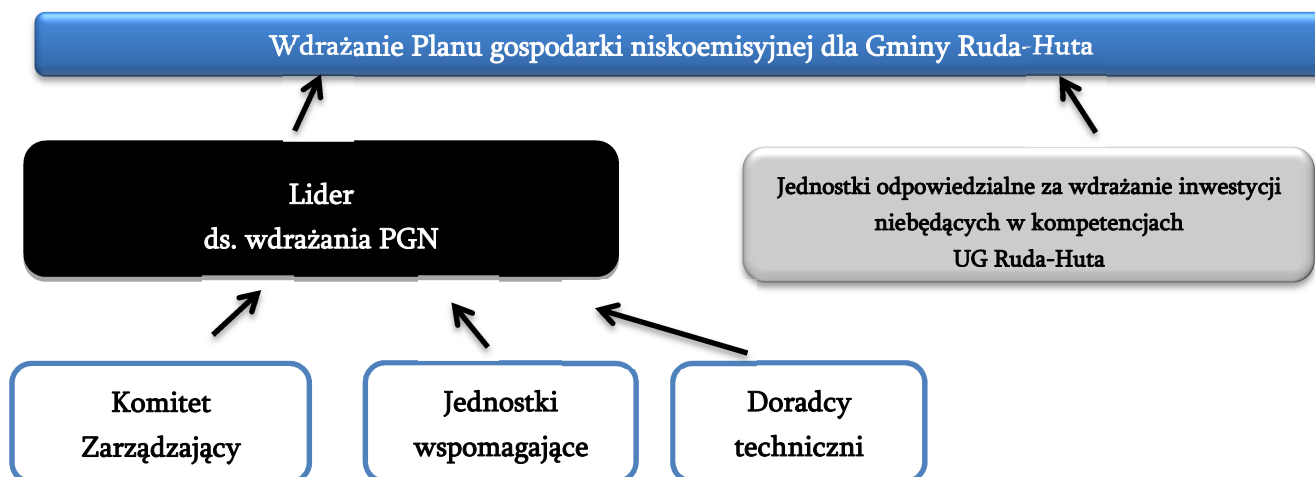 Wdrażanie Planu gospodarki niskoemisyjnej dla Gminy Ruda-Huta
Lider
ds. wdrażania PGN
Jednostki odpowiedzialne za wdrażanie inwestycji
niebędących w kompetencjach
UG Ruda-Huta
Komitet
Zarządzający
Jednostki
wspomagające
Doradcy
techniczni